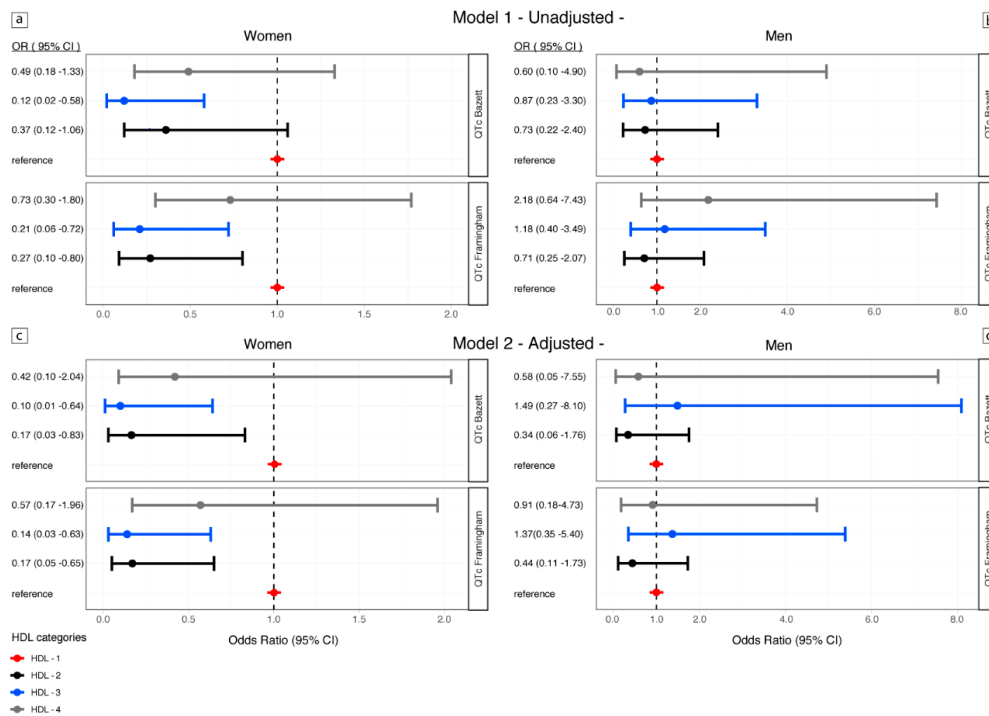 a
Model 1 - Unadjusted -
b
Women
Men
OR ( 95% CI )
0.49 (0.18 -1.33)
0.12 (0.02 -0.58)
0.37 (0.12 -1.06)
reference
QTc Bazett
0.73 (0.30 -1.80)
0.21 (0.06 -0.72)
0.27 (0.10 -0.80)
reference
QTc Framingham
0.0 0.5 1.0 1.5 2.0
OR ( 95% CI )
0.60 (0.10 -4.90)
0.87 (0.23 -3.30)
0.73 (0.22 -2.40)
reference
QTc Bazett
2.18 (0.64 -7.43)
1.18 (0.40 -3.49)
0.71 (0.25 -2.07)
reference
QTc Framingham
0.0 1.0 2.0 4.0 6.0 8.0
c
Model 2 - Adjusted -
Women
Men
0.42 (0.10 -2.04)
0.10 (0.01 -0.64)
0.17 (0.03 -0.83)
reference
QTc Bazett
0.57 (0.17 -1.96)
0.14 (0.03 -0.63)
0.17 (0.05 -0.65)
reference
QTc Framingham
0.0 0.5 1.0 1.5 2.0
Odds Ratio (95% CI)
0.58 (0.05 -7.55)
1.49 (0.27 -8.10)
0.34 (0.06 -1.76)
reference
QTc Bazett
0.91 (0.18-4.73)
1.37(0.35 -5.40)
0.44 (0.11 -1.73)
reference
QTc Framingham
0.0 1.0 2.0 4.0 6.0 8.0
Odds Ratio (95% CI)
HDL categories
HDL - 1
HDL - 2
HDL - 3
HDL - 4